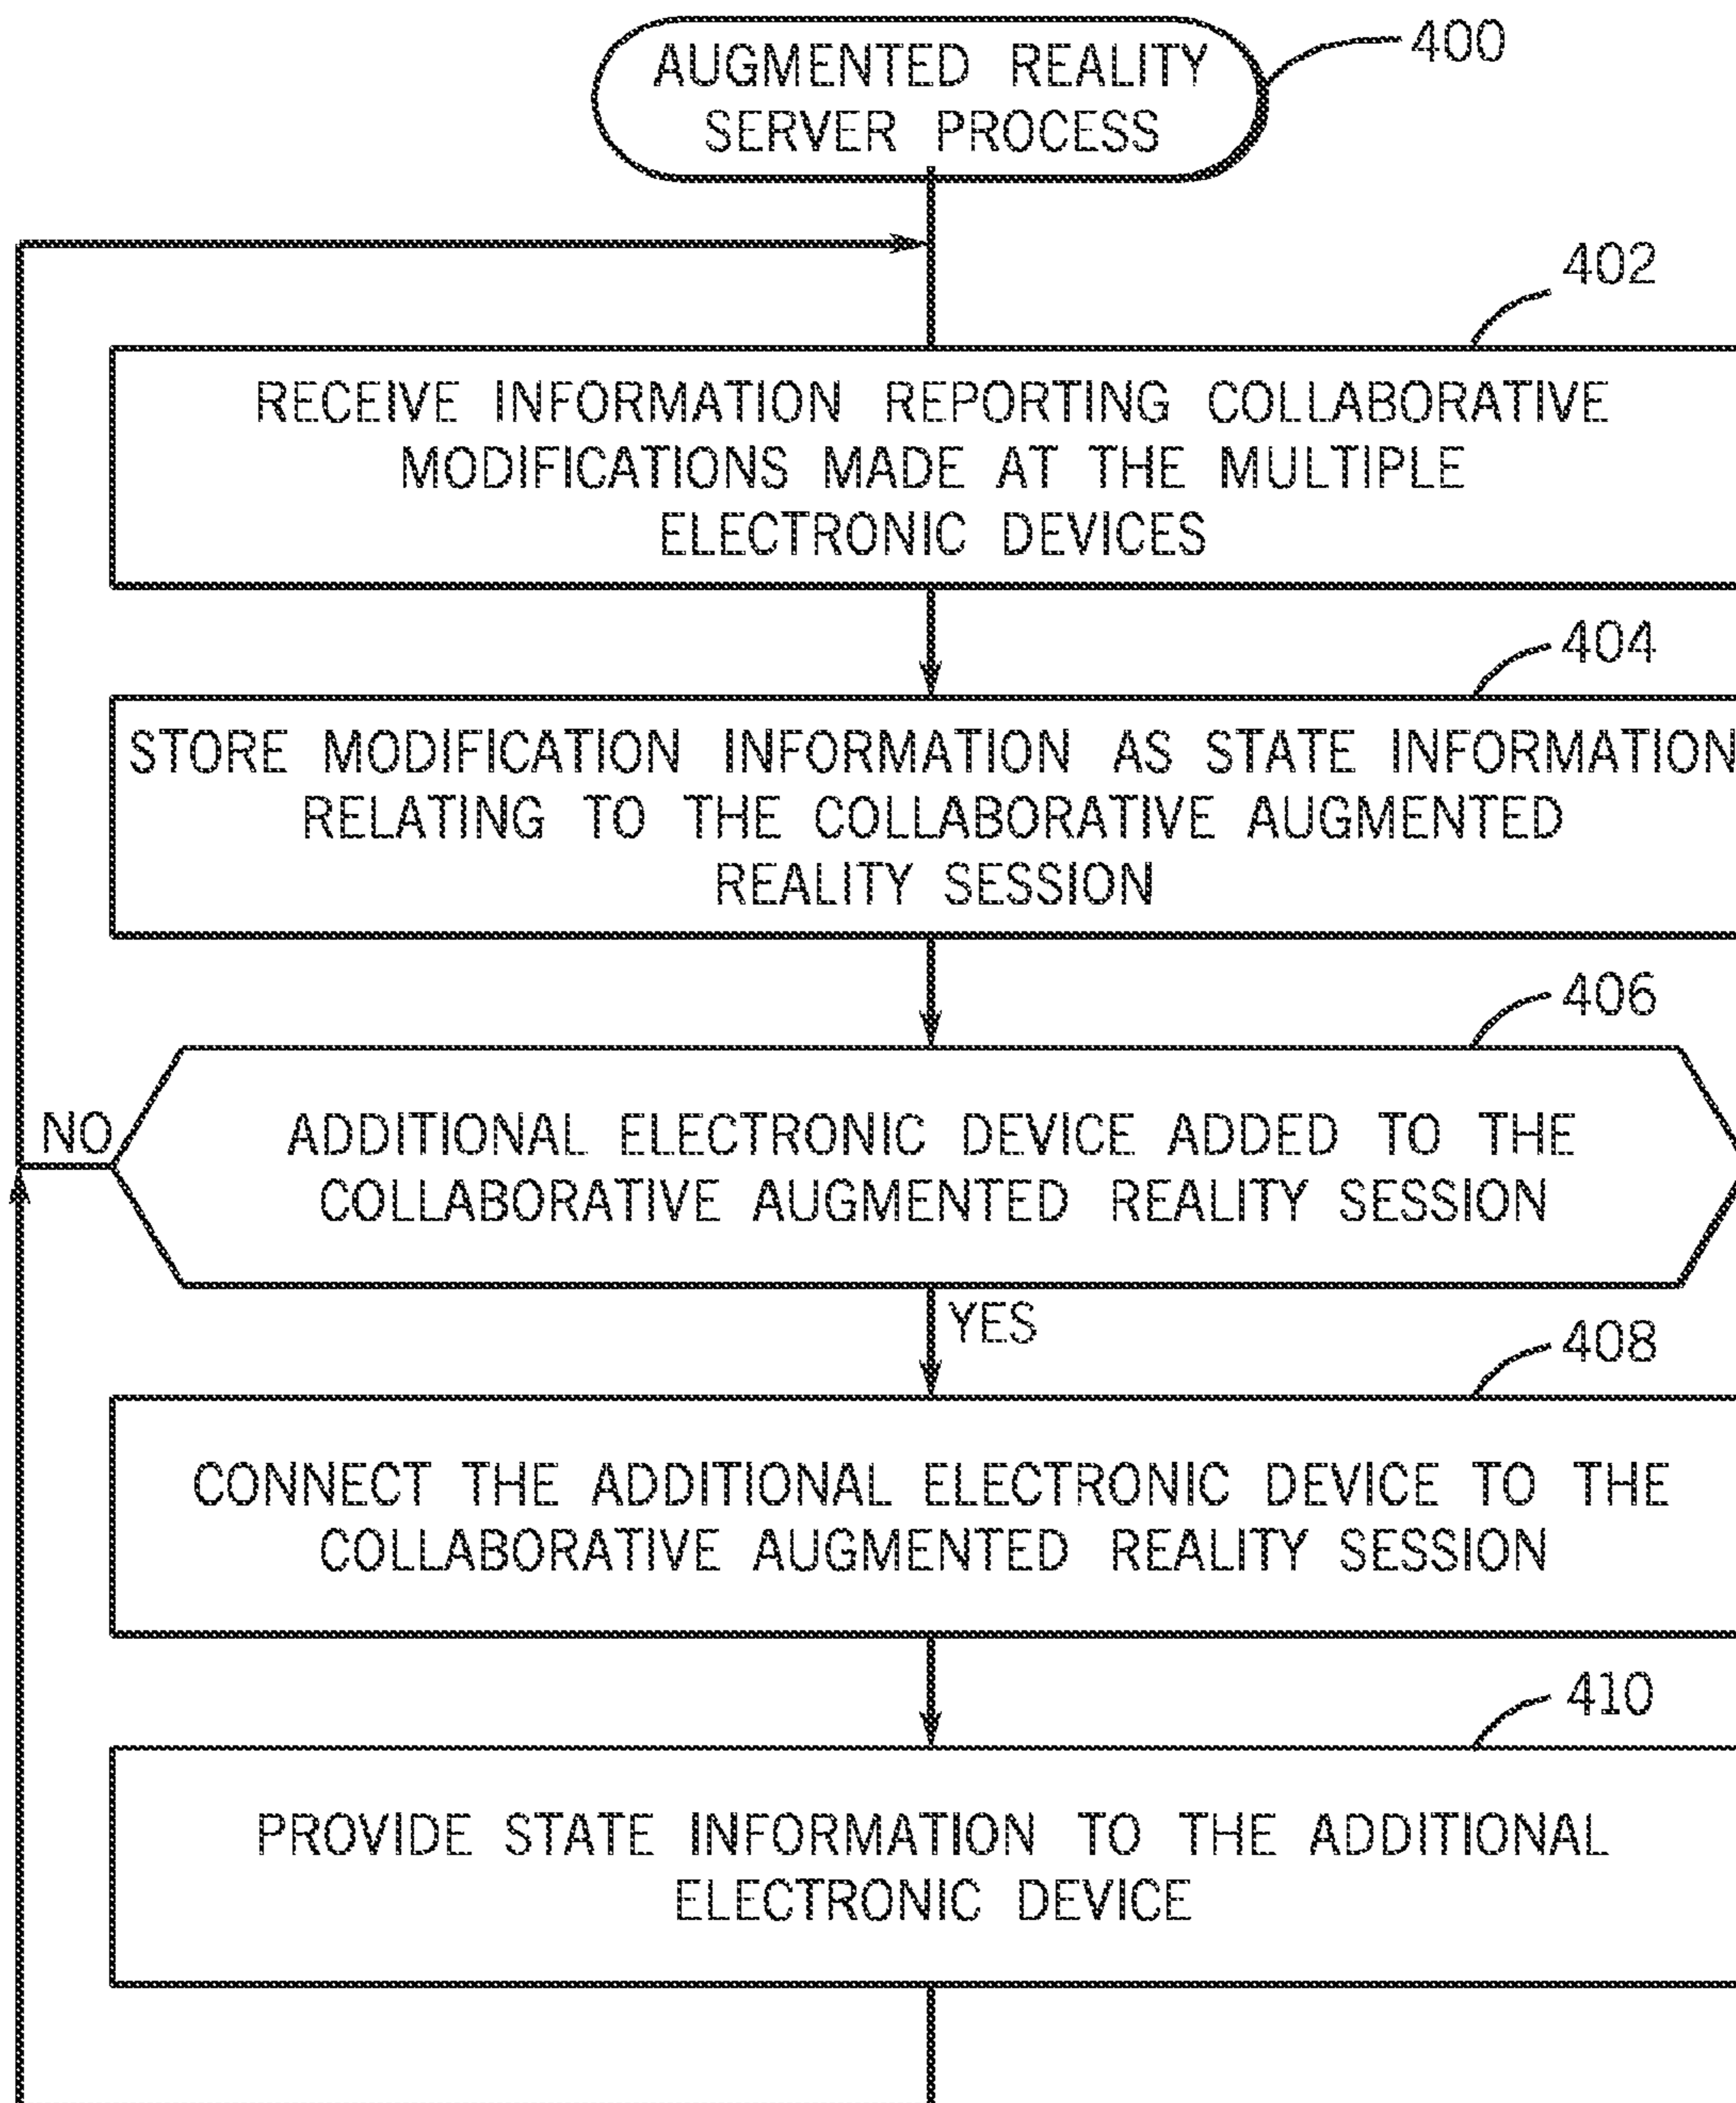 AUGMENTED REALITY
SERVER PROCESS
400
402
RECEIVE INFORMATION REPORTING COLLABORATIVE
MODIFICATIONS MADE AT THE MULTIPLE
ELECTRONIC DEVICES
404
STORE MODIFICATION INFORMATION AS STATE INFORMATION
RELATING TO THE COLLABORATIVE AUGMENTED
REALITY SESSION
406
NO
ADDITIONAL ELECTRONIC DEVICE ADDED TO THE
COLLABORATIVE AUGMENTED REALITY SESSION
YES
408
CONNECT THE ADDITIONAL ELECTRONIC DEVICE TO THE
COLLABORATIVE AUGMENTED REALITY SESSION
410
PROVIDE STATE INFORMATION TO THE ADDITIONAL
ELECTRONIC DEVICE